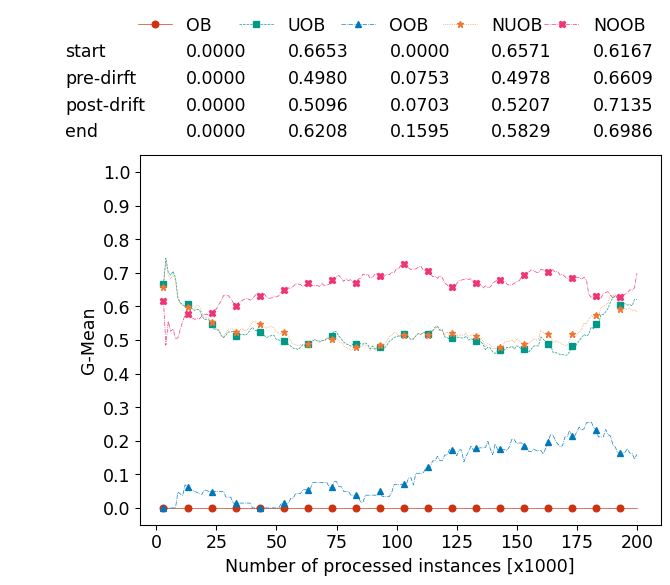 OB UOB OOB NUOB NOOB
start 0.0000 0.6653 0.0000 0.6571 0.6167
pre-dirft 0.0000 0.4980 0.0753 0.4978 0.6609
post-drift 0.0000 0.5096 0.0703 0.5207 0.7135
end 0.0000 0.6208 0.1595 0.5829 0.6986
1.0
0.9
0.8
0.7
0.6
0.5
0.4
0.3
0.2
0.1
0.0
G-Mean
0 25 50 75 100 125 150 175 200
Number of processed instances [x1000]